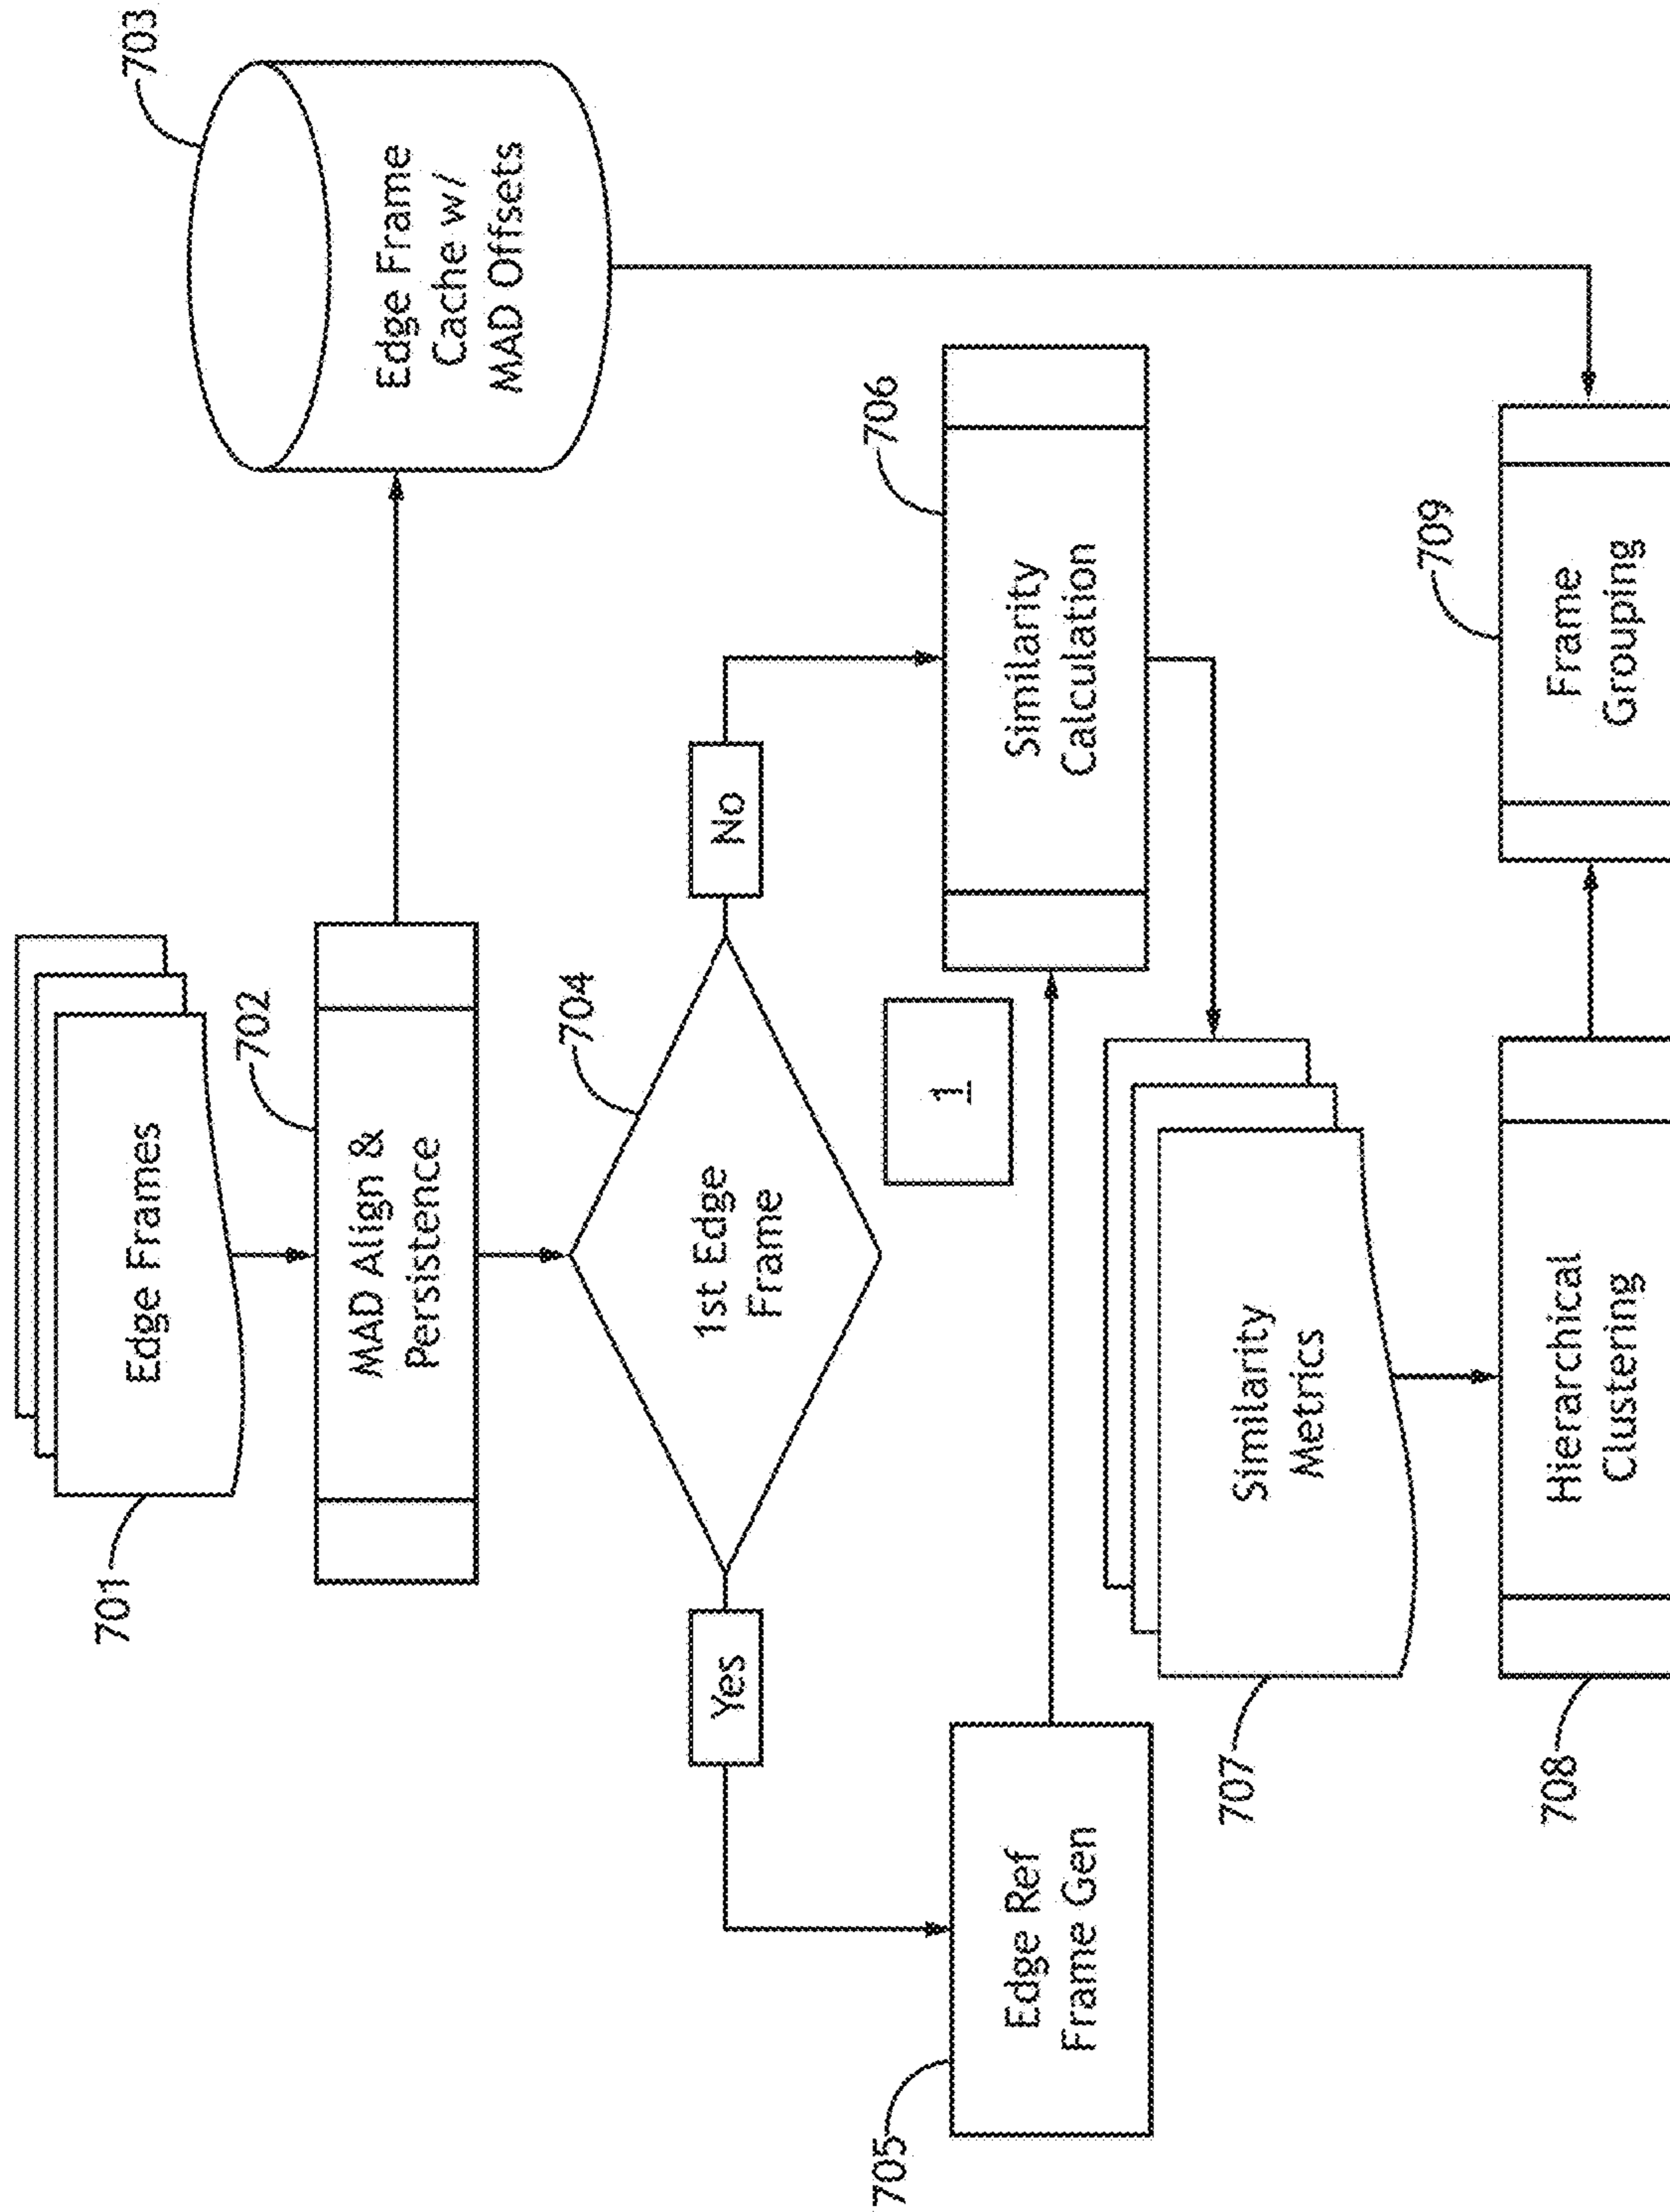 701
Edge Frames
702
MAD Align &
Persistence
703
Edge Frame
Cache w/
MAD Offsets
704
1st Edge
Frame
Yes
No
705
Edge Ref
Frame Gen
1
706
Similarity
Calculation
707
Similarity
Metrics
708
Hierarchical
Clustering
709
Frame
Grouping